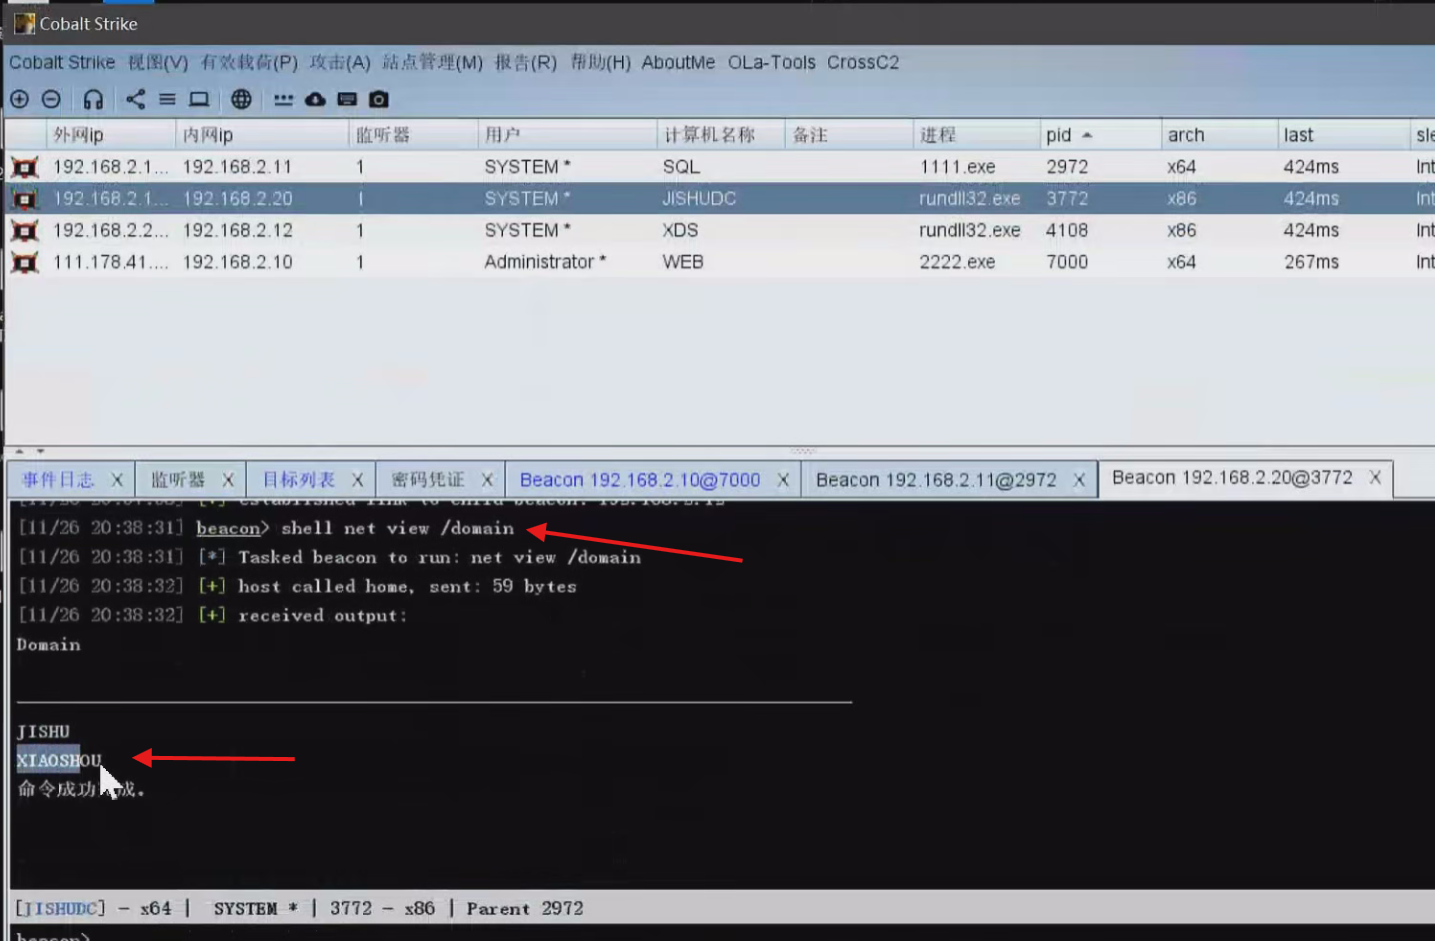 Cobalt Strike
Cobalt Strike 视图(V) 有效载荷(P) 攻击(A) 站点管理(M) 报告(R) 帮助(H) AboutMe OLa-Tools CrossC2
外网ip 内网ip 监听器 用户 计算机名称 备注 进程 pid arch last sle
192.168.2.1... 192.168.2.11 1 SYSTEM * SQL 1111.exe 2972 x64 424ms Int
192.168.2.1... 192.168.2.20 1 SYSTEM * JISHUDC rundll32.exe 3772 x86 424ms Int
192.168.2.2... 192.168.2.12 1 SYSTEM * XDS rundll32.exe 4108 x86 424ms Int
111.178.41.... 192.168.2.10 1 Administrator * WEB 2222.exe 7000 x64 267ms Int
事件日志 X 监听器 X 目标列表 X 密码凭证 X Beacon 192.168.2.10@7000 X Beacon 192.168.2.11@2972 X Beacon 192.168.2.20@3772 X
[11/26 20:38:31] beacon> shell net view /domain
[11/26 20:38:31] [*] Tasked beacon to run: net view /domain
[11/26 20:38:32] [+] host called home, sent: 59 bytes
[11/26 20:38:32] [+] received output:
Domain
JISHU
XIAOSHOU
命令成功 成。
[JISHUDC] - x64 | SYSTEM * | 3772 - x86 | Parent 2972
beacon>